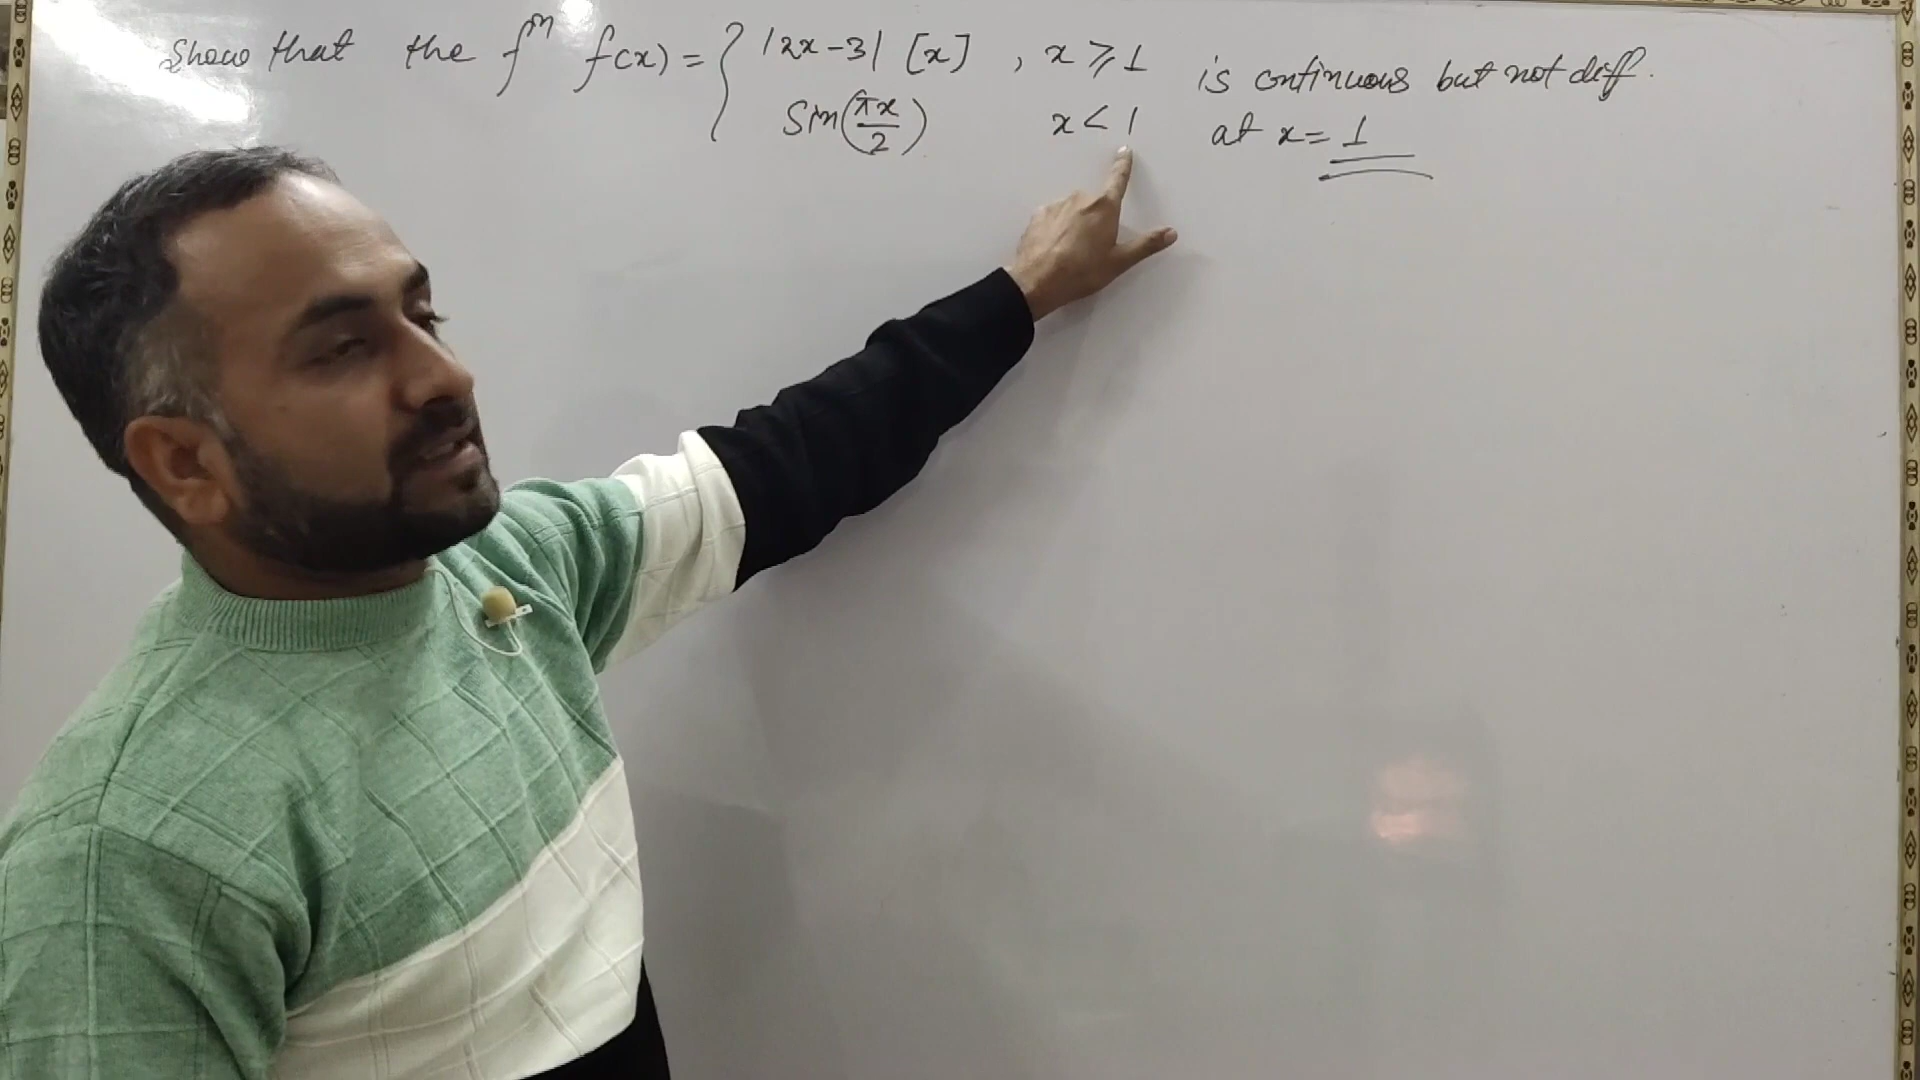 Show that the fⁿ f(x) = { |2x-3| [x] , x ≥ 1 is continuous but not diff.
Sin(πx/2) x < 1 at x = 1